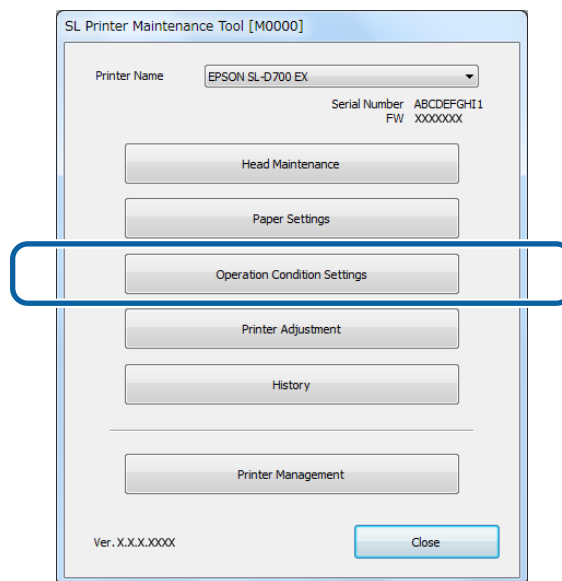 SL Printer Maintenance Tool [M0000]
Printer Name EPSON SL-D700 EX
Serial Number ABCDEFGHI1
FW XXXXXXX
Head Maintenance
Paper Settings
Operation Condition Settings
Printer Adjustment
History
Printer Management
Ver. X.X.X.XXXX Close